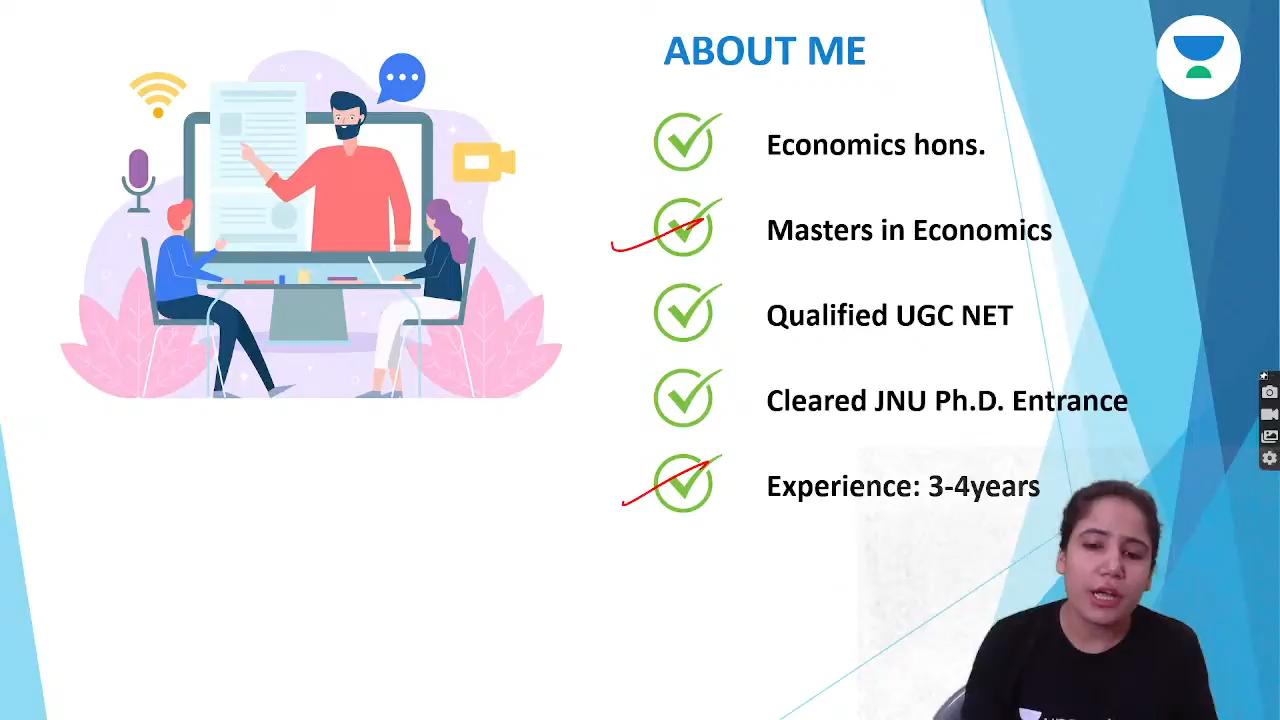 ABOUT ME
Economics hons.
Masters in Economics
Qualified UGC NET
Cleared JNU Ph.D. Entrance
Experience: 3-4years